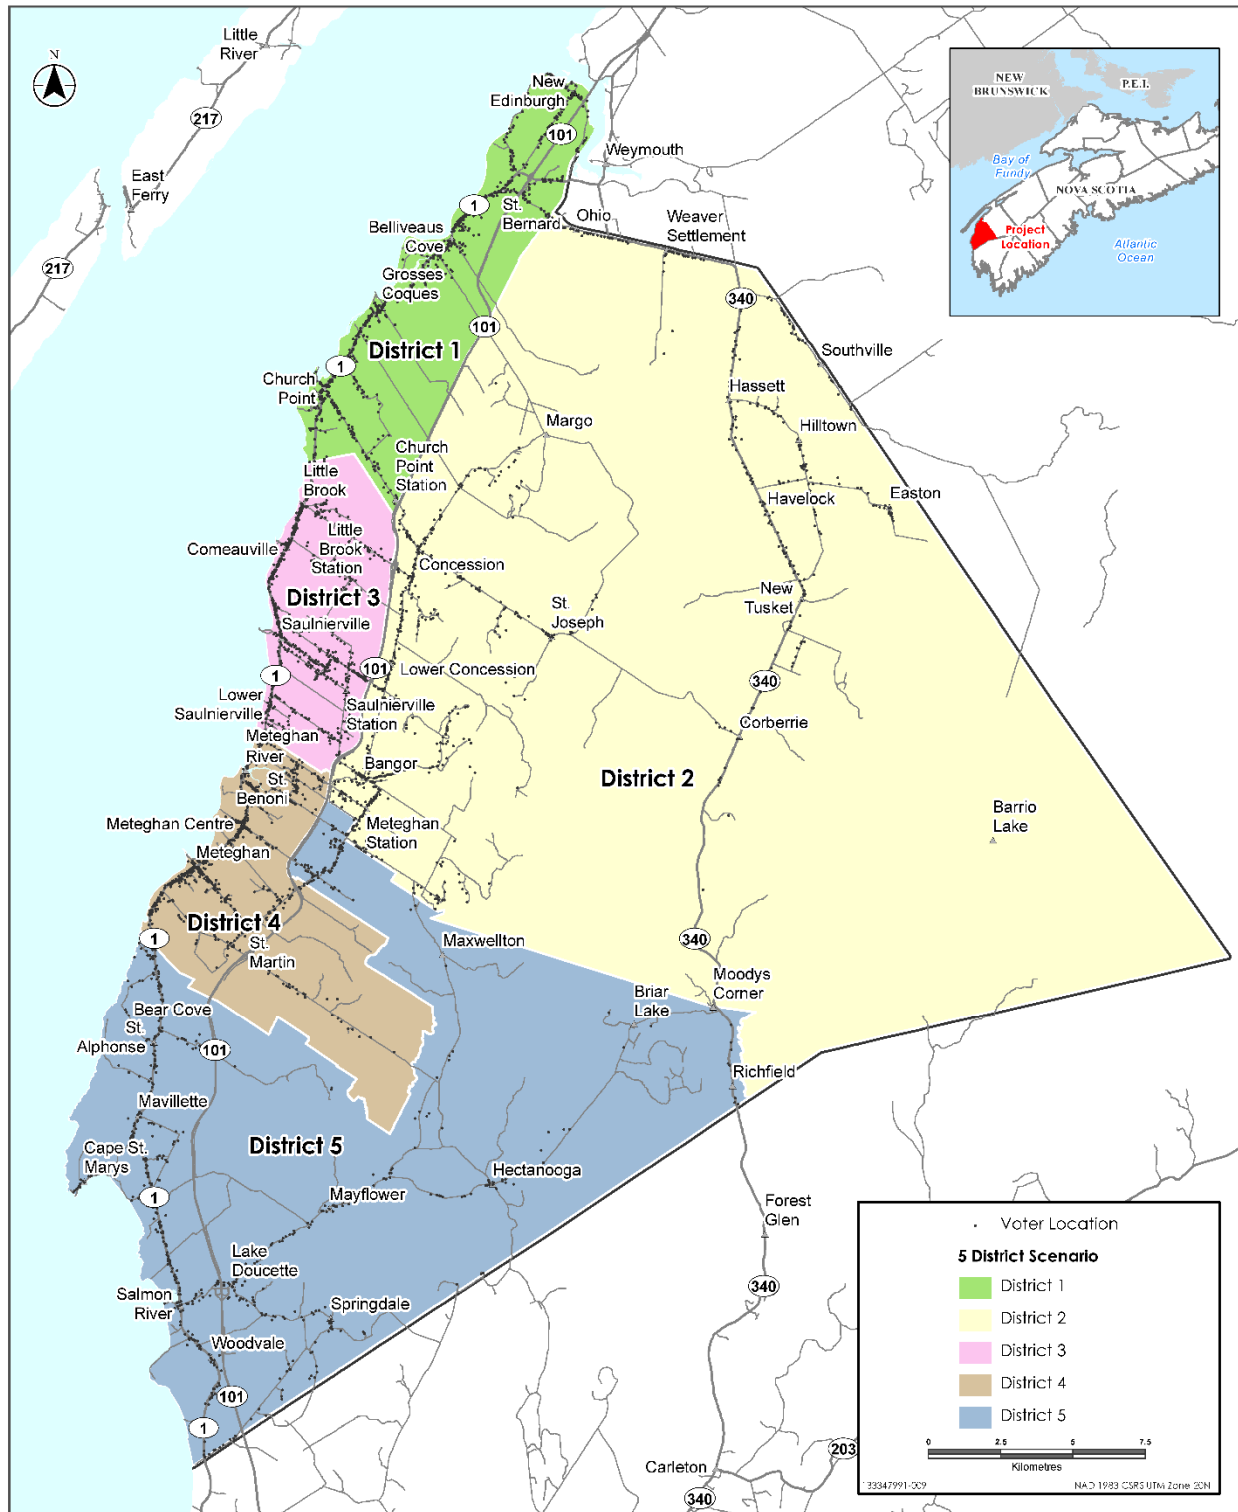 N
Little
River
217
East
Ferry
217
NEW
BRUNSWICK
P.E.I.
Bay of
Fundy
NOVA SCOTIA
Project
Location
Atlantic
Ocean
New
Edinburgh
101
Weymouth
1
St.
Bernard
Ohio
Weaver
Settlement
Belliveaus
Cove
Grosses
Coques
340
101
District 1
Southville
1
Church
Point
Hassett
Margo
Hilltown
Church
Point
Station
Little
Brook
Havelock
Easton
Little
Brook
Station
Comeauville
Concession
District 3
New
Tusket
St.
Joseph
Saulnierville
1
101
Lower Concession
340
Lower
Saulnierville
Saulnierville
Station
Corberrie
Meteghan
River
Bangor
District 2
St.
Benoni
Meteghan Centre
Meteghan
Station
Barrio
Lake
Meteghan
District 4
1
St.
Martin
Maxwellton
340
Moodys
Corner
Briar
Lake
Bear Cove
St.
Alphonse
101
Richfield
Mavillette
District 5
Cape St.
Marys
Hectanooga
1
Mayflower
Forest
Glen
Lake
Doucette
340
Salmon
River
Springdale
Woodvale
101
1
203
Carleton
340
Voter Location
5 District Scenario
District 1
District 2
District 3
District 4
District 5
0 2.5 5 7.5
Kilometres
133347991-009
NAD 1983 CSRS UTM Zone 20N